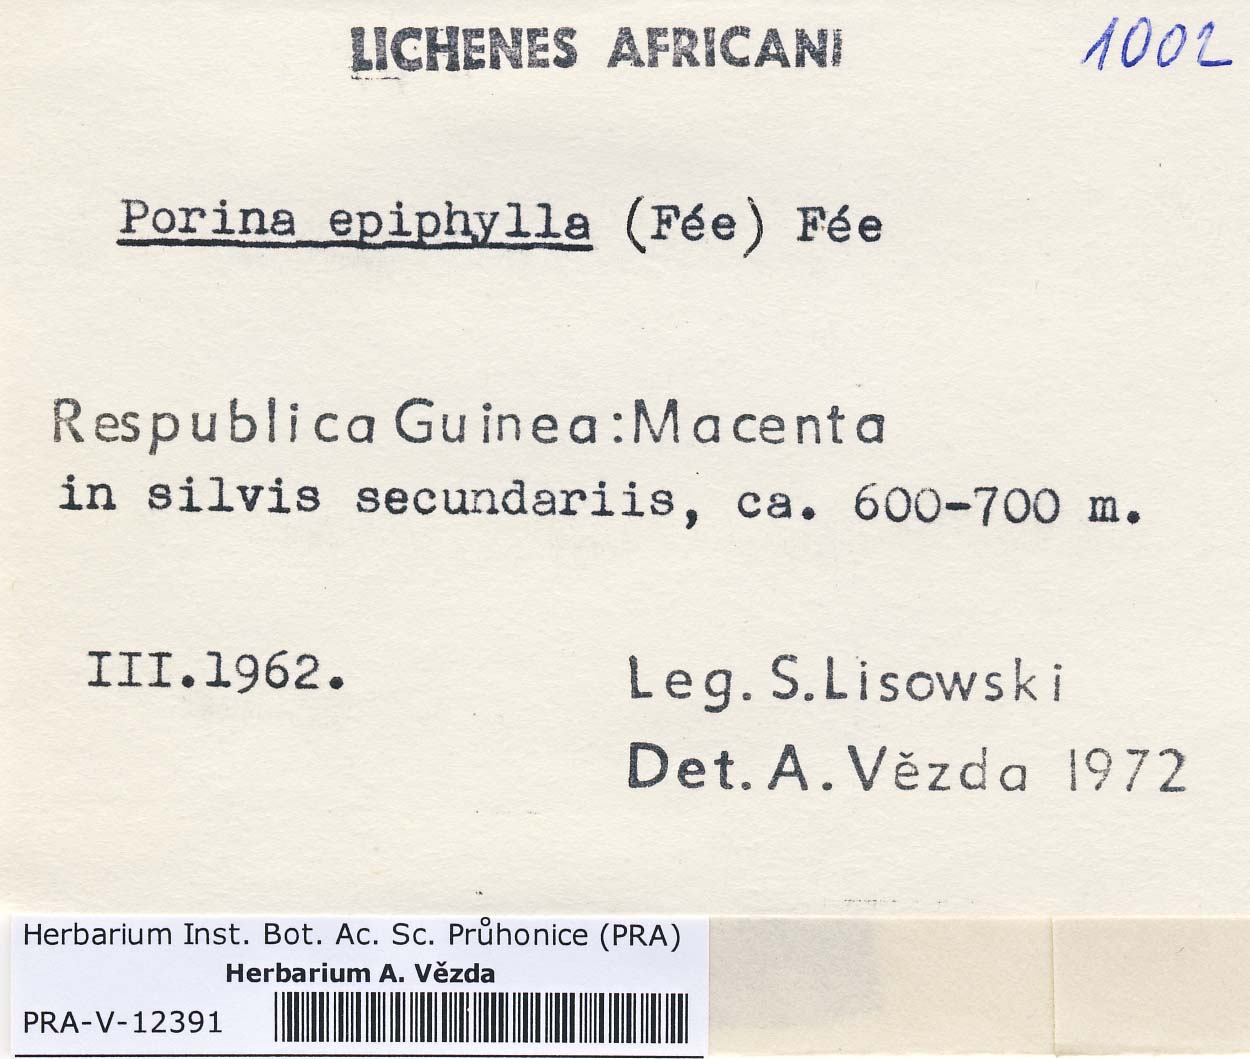 LICHENES AFRICANI 1002
Porina epiphylla (Fée) Fée
Respublica Guinea: Macenta
in silvis secundariis, ca. 600-700 m.
III.1962. Leg. S. Lisowski
Det. A. Vězda 1972
Herbarium Inst. Bot. Ac. Sc. Průhonice (PRA)
Herbarium A. Vězda
PRA-V-12391